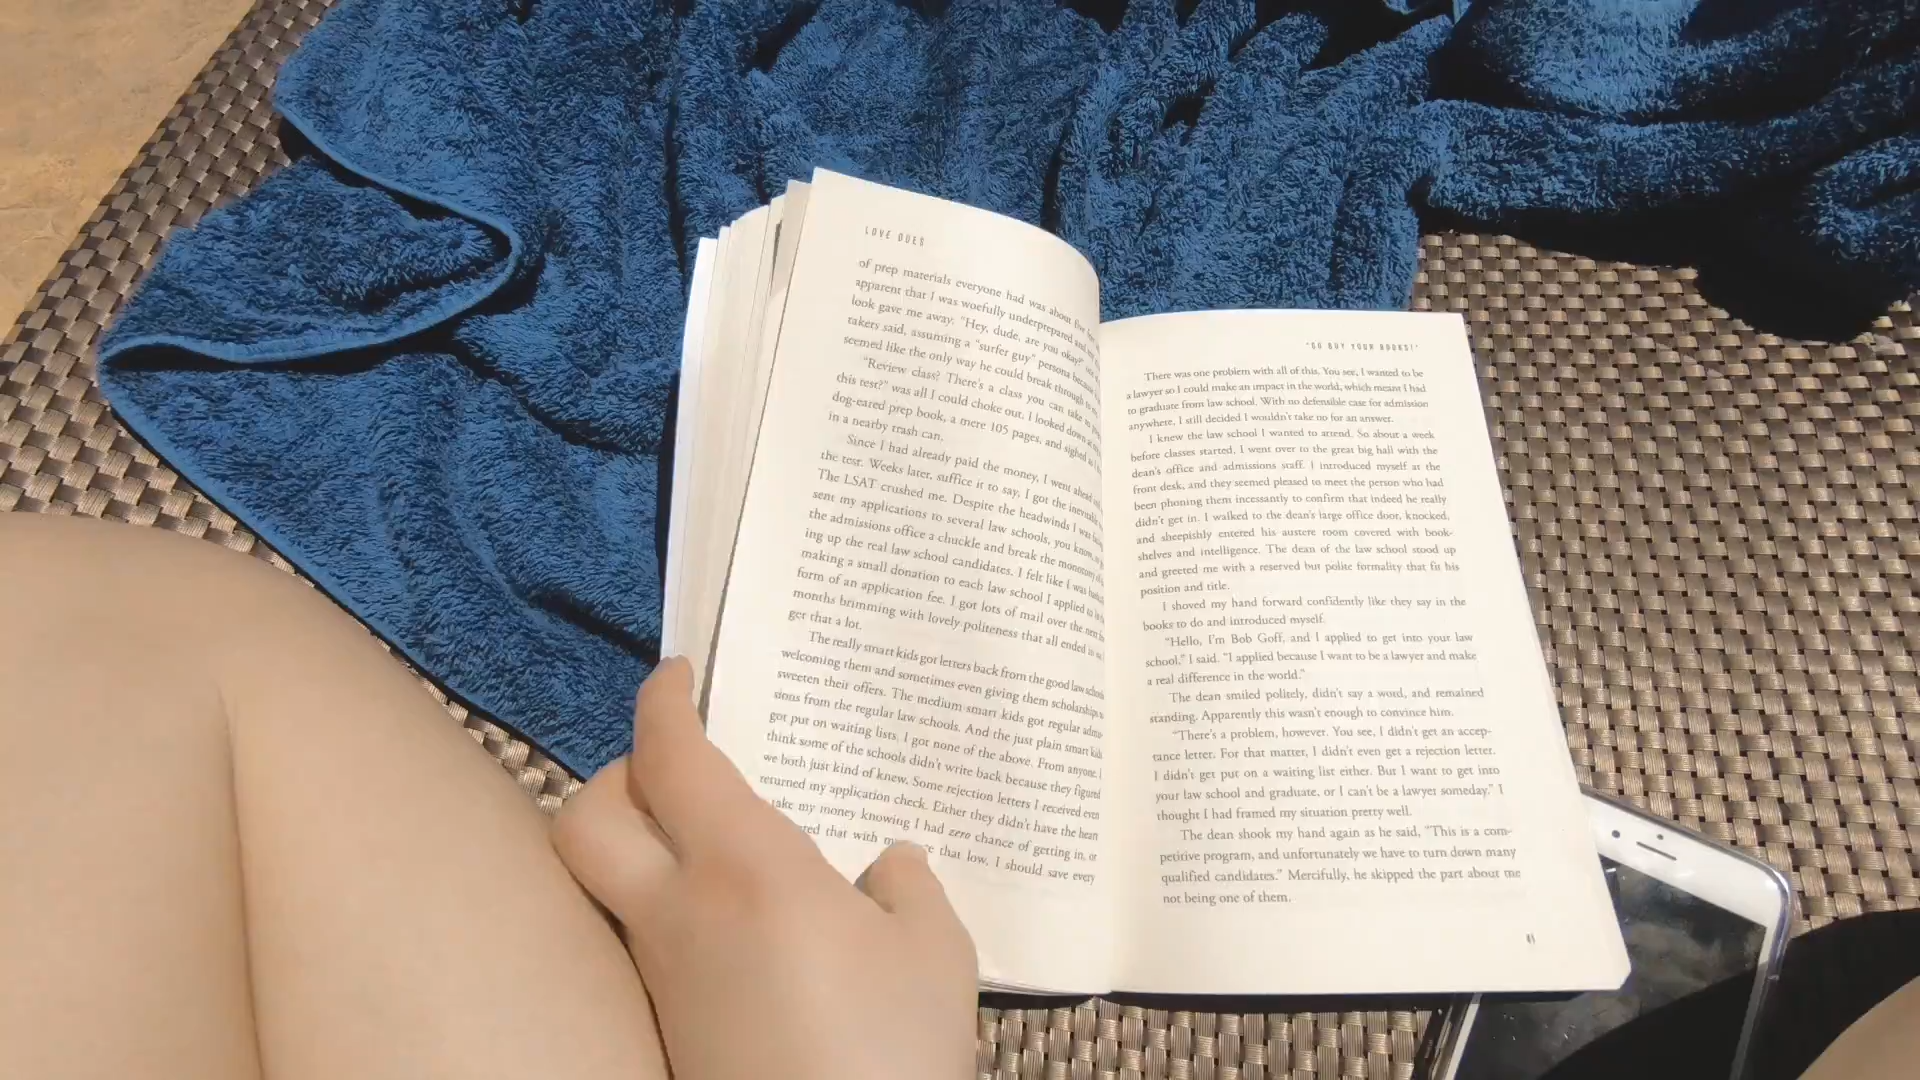 LOVE DOES
of prep materials everyone had was about five
apparent that I was woefully underprepared and
look gave me away. "Hey, dude, are you okay?"
takers said, assuming a "surfer guy" persona because
seemed like the only way he could break through to
"Review class? There's a class you can take to
this test?" was all I could choke out. I looked down at
dog-eared prep book, a mere 105 pages, and sighed as I
in a nearby trash can.
Since I had already paid the money, I went ahead
the test. Weeks later, suffice it to say, I got the inevitable
The LSAT crushed me. Despite the headwinds I was
sent my applications to several law schools, you know,
the admissions office a chuckle and break the monotony
ing up the real law school candidates. I felt like I was
making a small donation to each law school I applied to in the
form of an application fee. I got lots of mail over the next
months brimming with lovely politeness that all ended in
get that a lot.
The really smart kids got letters back from the good law schools
welcoming them and sometimes even giving them scholarships to
sweeten their offers. The medium smart kids got regular admis-
sions from the regular law schools. And the just plain smart kids
got put on waiting lists. I got none of the above. From anyone. I
think some of the schools didn't write back because they figured
we both just kind of knew. Some rejection letters I received even
returned my application check. Either they didn't have the heart
take my money knowing I had zero chance of getting in, or
that with that low, I should save every
"GO BUY YOUR BOOKS!"
There was one problem with all of this. You see, I wanted to be
a lawyer so I could make an impact in the world, which meant I had
to graduate from law school. With no defensible case for admission
anywhere, I still decided I wouldn't take no for an answer.
I knew the law school I wanted to attend. So about a week
before classes started, I went over to the great big hall with the
dean's office and admissions staff. I introduced myself at the
front desk, and they seemed pleased to meet the person who had
been phoning them incessantly to confirm that indeed he really
didn't get in. I walked to the dean's large office door, knocked,
and sheepishly entered his austere room covered with book-
shelves and intelligence. The dean of the law school stood up
and greeted me with a reserved but polite formality that fit his
position and title.
I shoved my hand forward confidently like they say in the
books to do and introduced myself.
"Hello, I'm Bob Goff, and I applied to get into your law
school," I said. "I applied because I want to be a lawyer and make
a real difference in the world."
The dean smiled politely, didn't say a word, and remained
standing. Apparently this wasn't enough to convince him.
"There's a problem, however. You see, I didn't get an accep-
tance letter. For that matter, I didn't even get a rejection letter.
I didn't get put on a waiting list either. But I want to get into
your law school and graduate, or I can't be a lawyer someday." I
thought I had framed my situation pretty well.
The dean shook my hand again as he said, "This is a com-
petitive program, and unfortunately we have to turn down many
qualified candidates." Mercifully, he skipped the part about me
not being one of them.